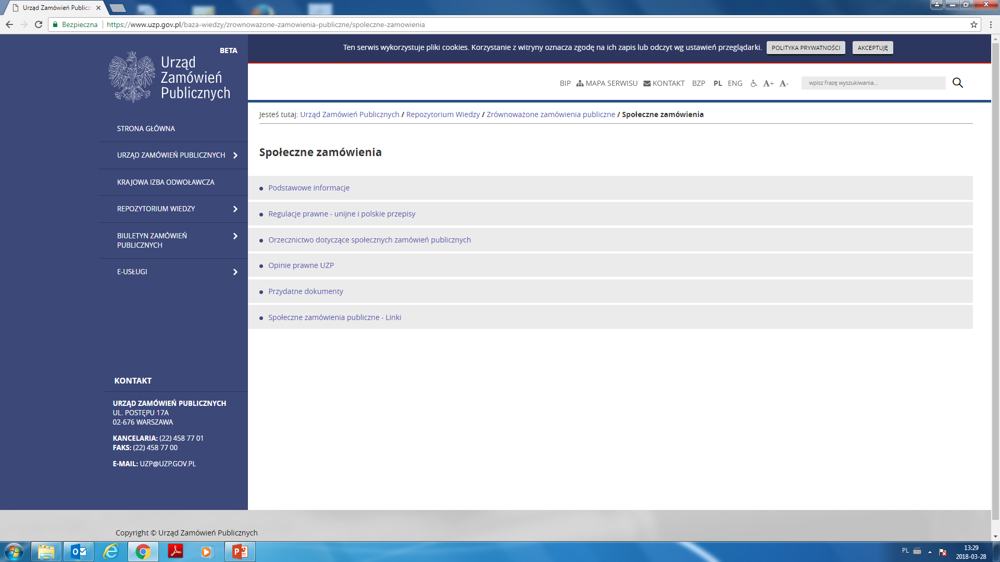 Urząd Zamówień Publicz
Bezpieczna
https://www.uzp.gov.pl/baza-wiedzy/zrownowazone-zamowienia-publiczne/spoleczne-zamowienia
BETA
Urząd
Zamówień
Publicznych
Ten serwis wykorzystuje pliki cookies. Korzystanie z witryny oznacza zgodę na ich zapis lub odczyt wg ustawień przeglądarki. POLITYKA PRYWATNOŚCI AKCEPTUJĘ
BIP MAPA SERWISU KONTAKT BZP PL ENG A+ A- wpisz frazę wyszukiwania...
Jesteś tutaj: Urząd Zamówień Publicznych / Repozytorium Wiedzy / Zrównoważone zamówienia publiczne / Społeczne zamówienia
STRONA GŁÓWNA
URZĄD ZAMÓWIEŃ PUBLICZNYCH
KRAJOWA IZBA ODWOŁAWCZA
REPOZYTORIUM WIEDZY
BIULETYN ZAMÓWIEŃ
PUBLICZNYCH
E-USŁUGI
Społeczne zamówienia
Podstawowe informacje
Regulacje prawne - unijne i polskie przepisy
Orzecznictwo dotyczące społecznych zamówień publicznych
Opinie prawne UZP
Przydatne dokumenty
Społeczne zamówienia publiczne - Linki
KONTAKT
URZĄD ZAMÓWIEŃ PUBLICZNYCH
UL. POSTĘPU 17A
02-676 WARSZAWA
KANCELARIA: (22) 458 77 01
FAKS: (22) 458 77 00
E-MAIL: UZP@UZP.GOV.PL
Copyright © Urząd Zamówień Publicznych
PL
13:29
2018-03-28